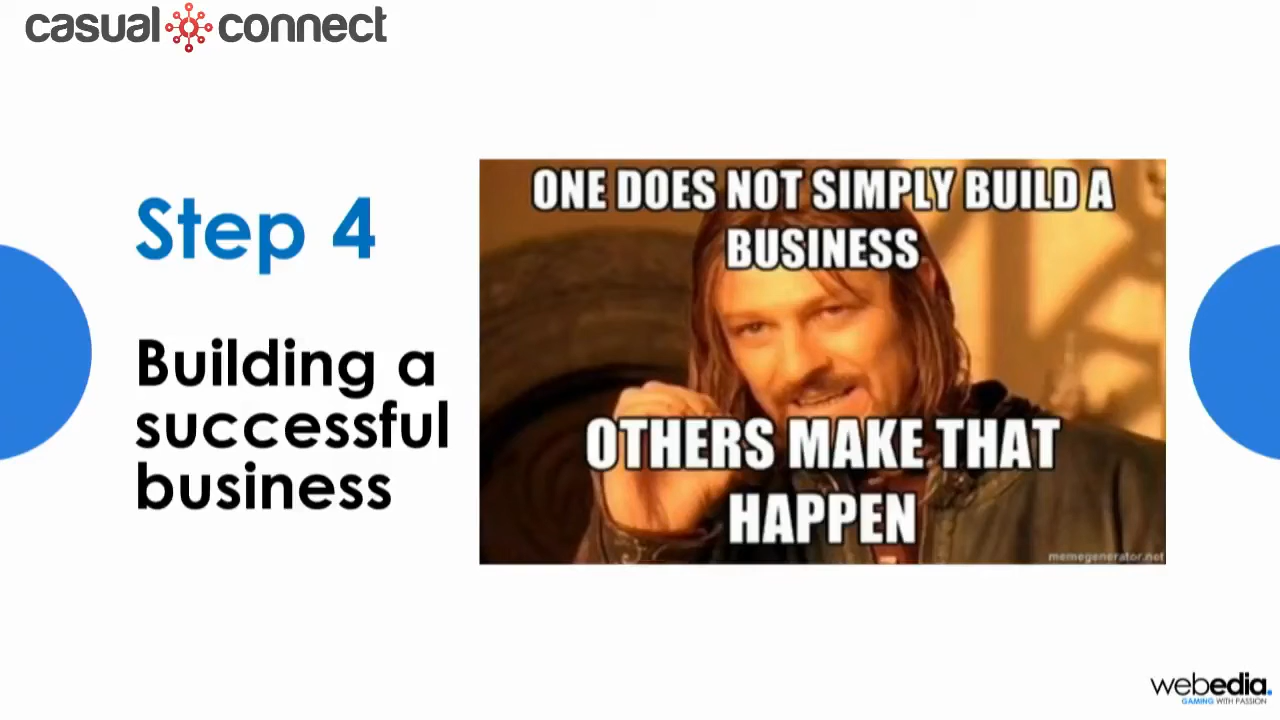 casual connect
Step 4
Building a
successful
business
ONE DOES NOT SIMPLY BUILD A
BUSINESS
OTHERS MAKE THAT
HAPPEN
memegenerator.net
webedia.
GAMING WITH PASSION